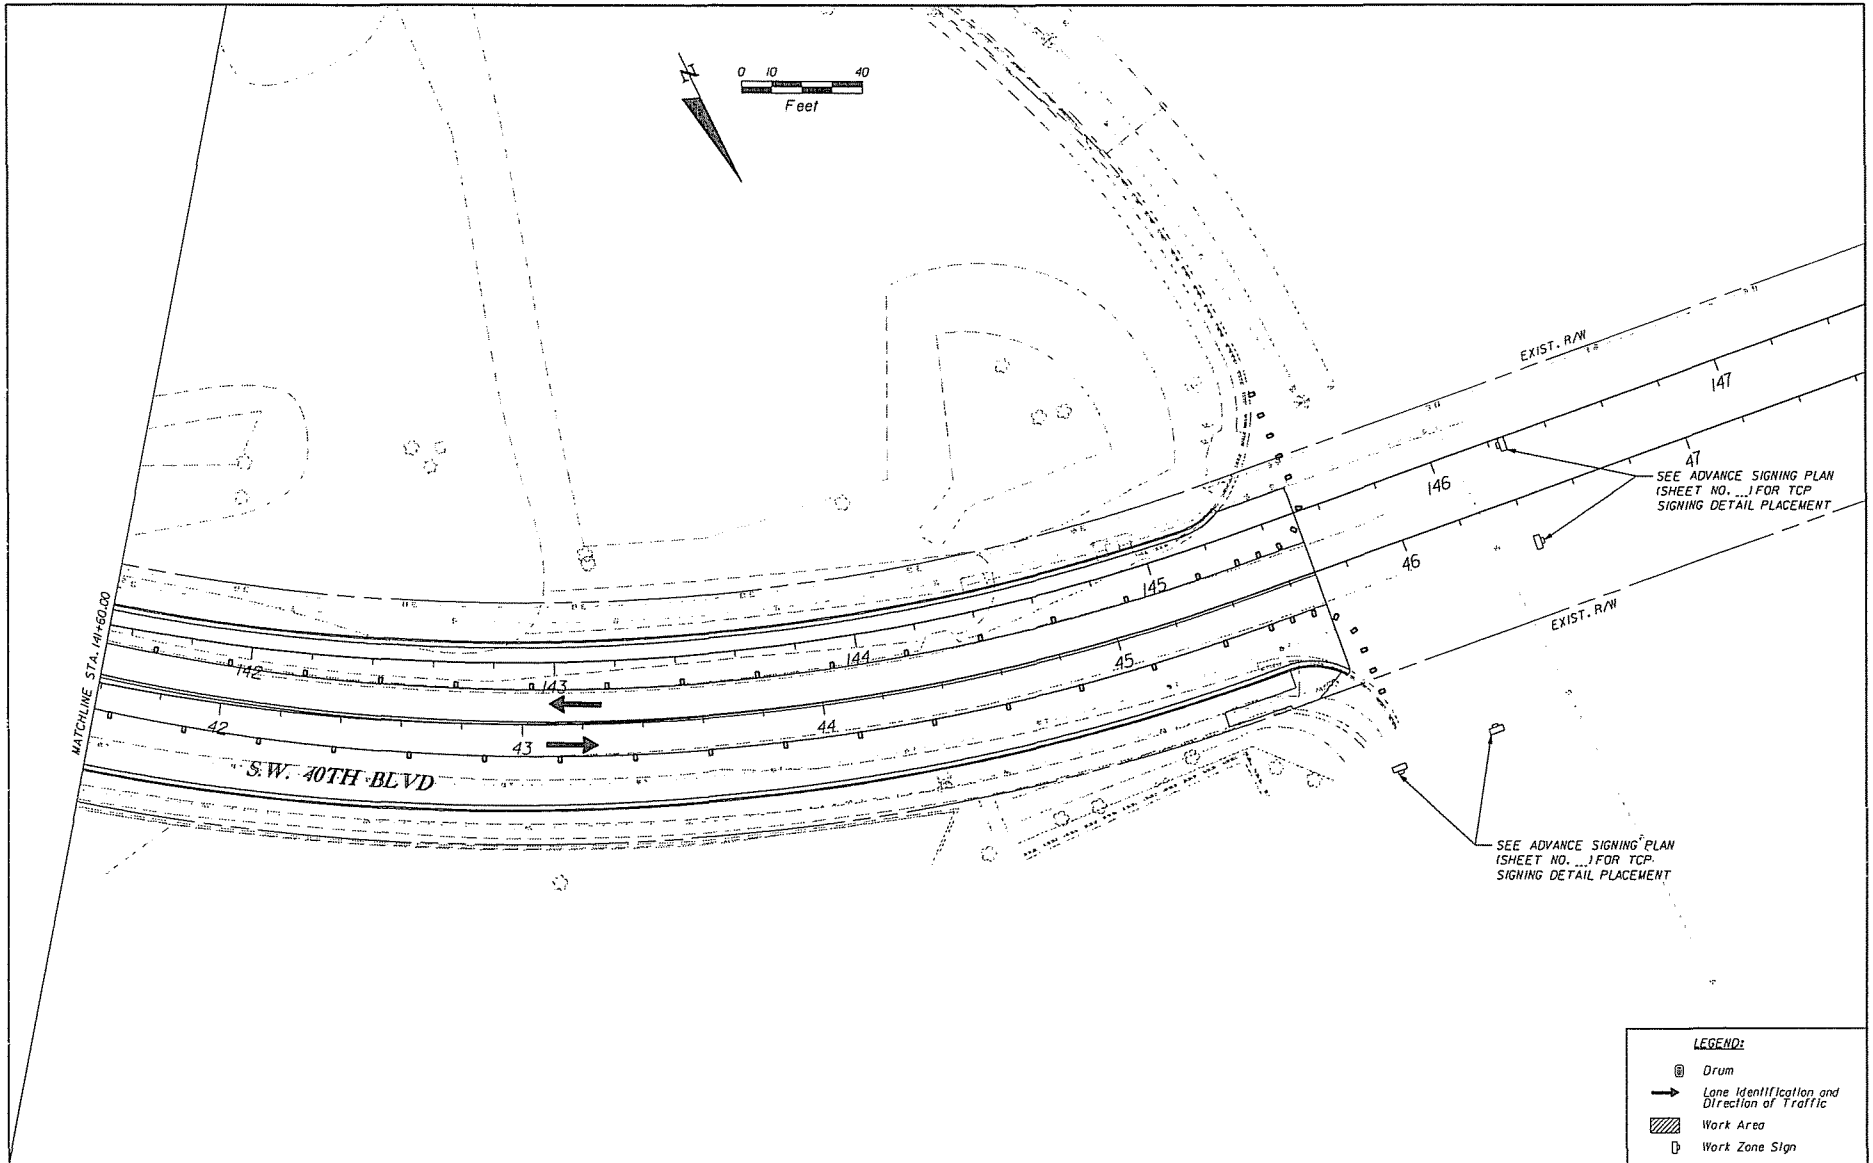 N
0 10 40
Feet
EXIST. R/W
147
47
146
46
SEE ADVANCE SIGNING PLAN
(SHEET NO. __) FOR TCP
SIGNING DETAIL PLACEMENT
EXIST. R/W
145
45
144
44
143
43
142
42
MATCHLINE STA. 141+60.00
S.W. 40TH BLVD
SEE ADVANCE SIGNING PLAN
(SHEET NO. __) FOR TCP
SIGNING DETAIL PLACEMENT
LEGEND:
Drum
Lane Identification and
Direction of Traffic
Work Area
Work Zone Sign